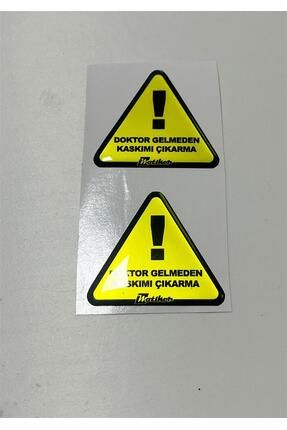 !
DOKTOR GELMEDEN
KASKIMI ÇIKARMA
!
DOKTOR GELMEDEN
KASKIMI ÇIKARMA